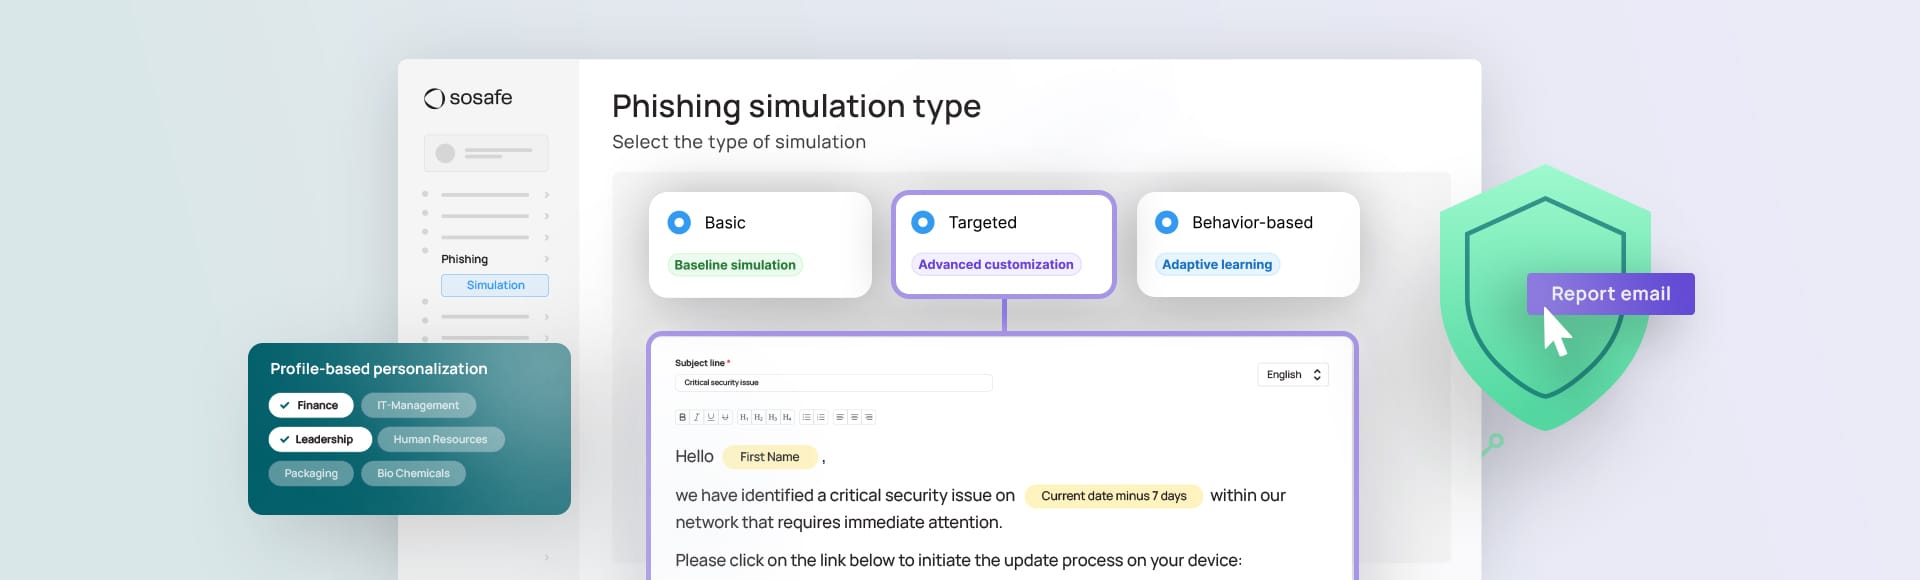 sosafe
Phishing simulation type
Select the type of simulation
Basic
Baseline simulation
Targeted
Advanced customization
Behavior-based
Adaptive learning
Phishing
Simulation
Report email
Profile-based personalization
Finance
IT-Management
Leadership
Human Resources
Packaging
Bio Chemicals
Subject line *
Critical security issue
English
B I U U H1 H2 H3 H4
Hello First Name ,
we have identified a critical security issue on Current date minus 7 days within our
network that requires immediate attention.
Please click on the link below to initiate the update process on your device: